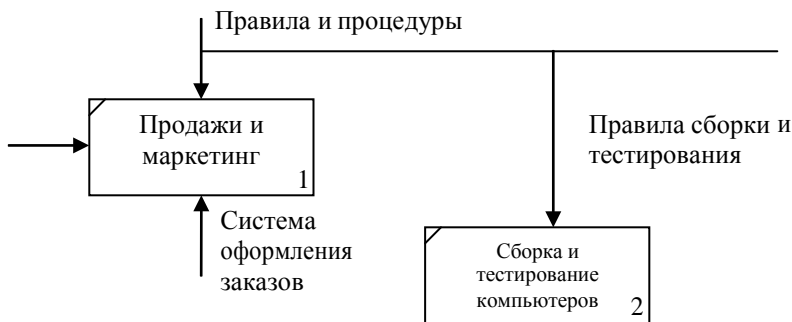 Правила и процедуры
Продажи и
маркетинг
1
Правила сборки и
тестирования
Система
оформления
заказов
Сборка и
тестирование
компьютеров
2